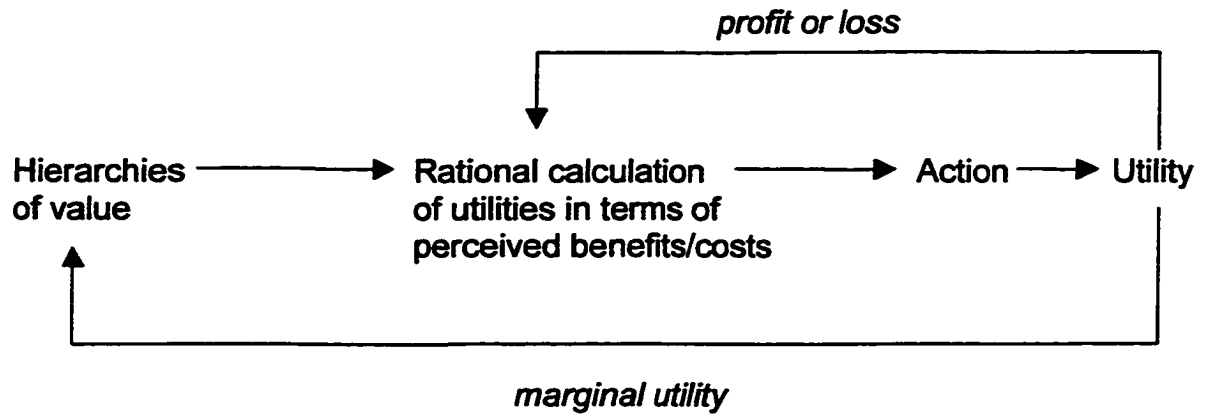 profit or loss
Hierarchies
of value
Rational calculation
of utilities in terms of
perceived benefits/costs
Action
Utility
marginal utility